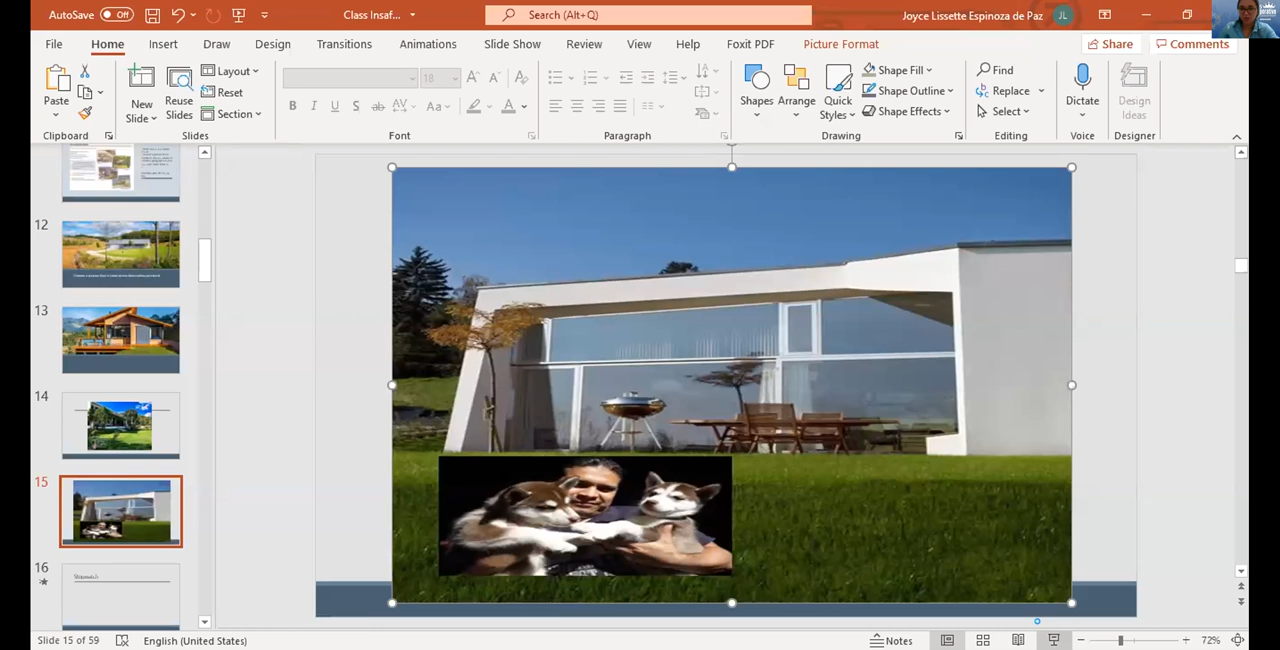 AutoSave Off Class Insaf... Search (Alt+Q) Joyce Lissette Espinoza de Paz JL
File Home Insert Draw Design Transitions Animations Slide Show Review View Help Foxit PDF Picture Format Share Comments
Paste New Slide Reuse Slides Layout Reset Section
18 Aa A
Shapes Arrange Quick Styles Shape Fill Shape Outline Shape Effects
Find Replace Select Dictate Design Ideas
Clipboard Slides Font Paragraph Drawing Editing Voice Designer
12
13
14
15
16
Slide 15 of 59 English (United States) Notes 72%